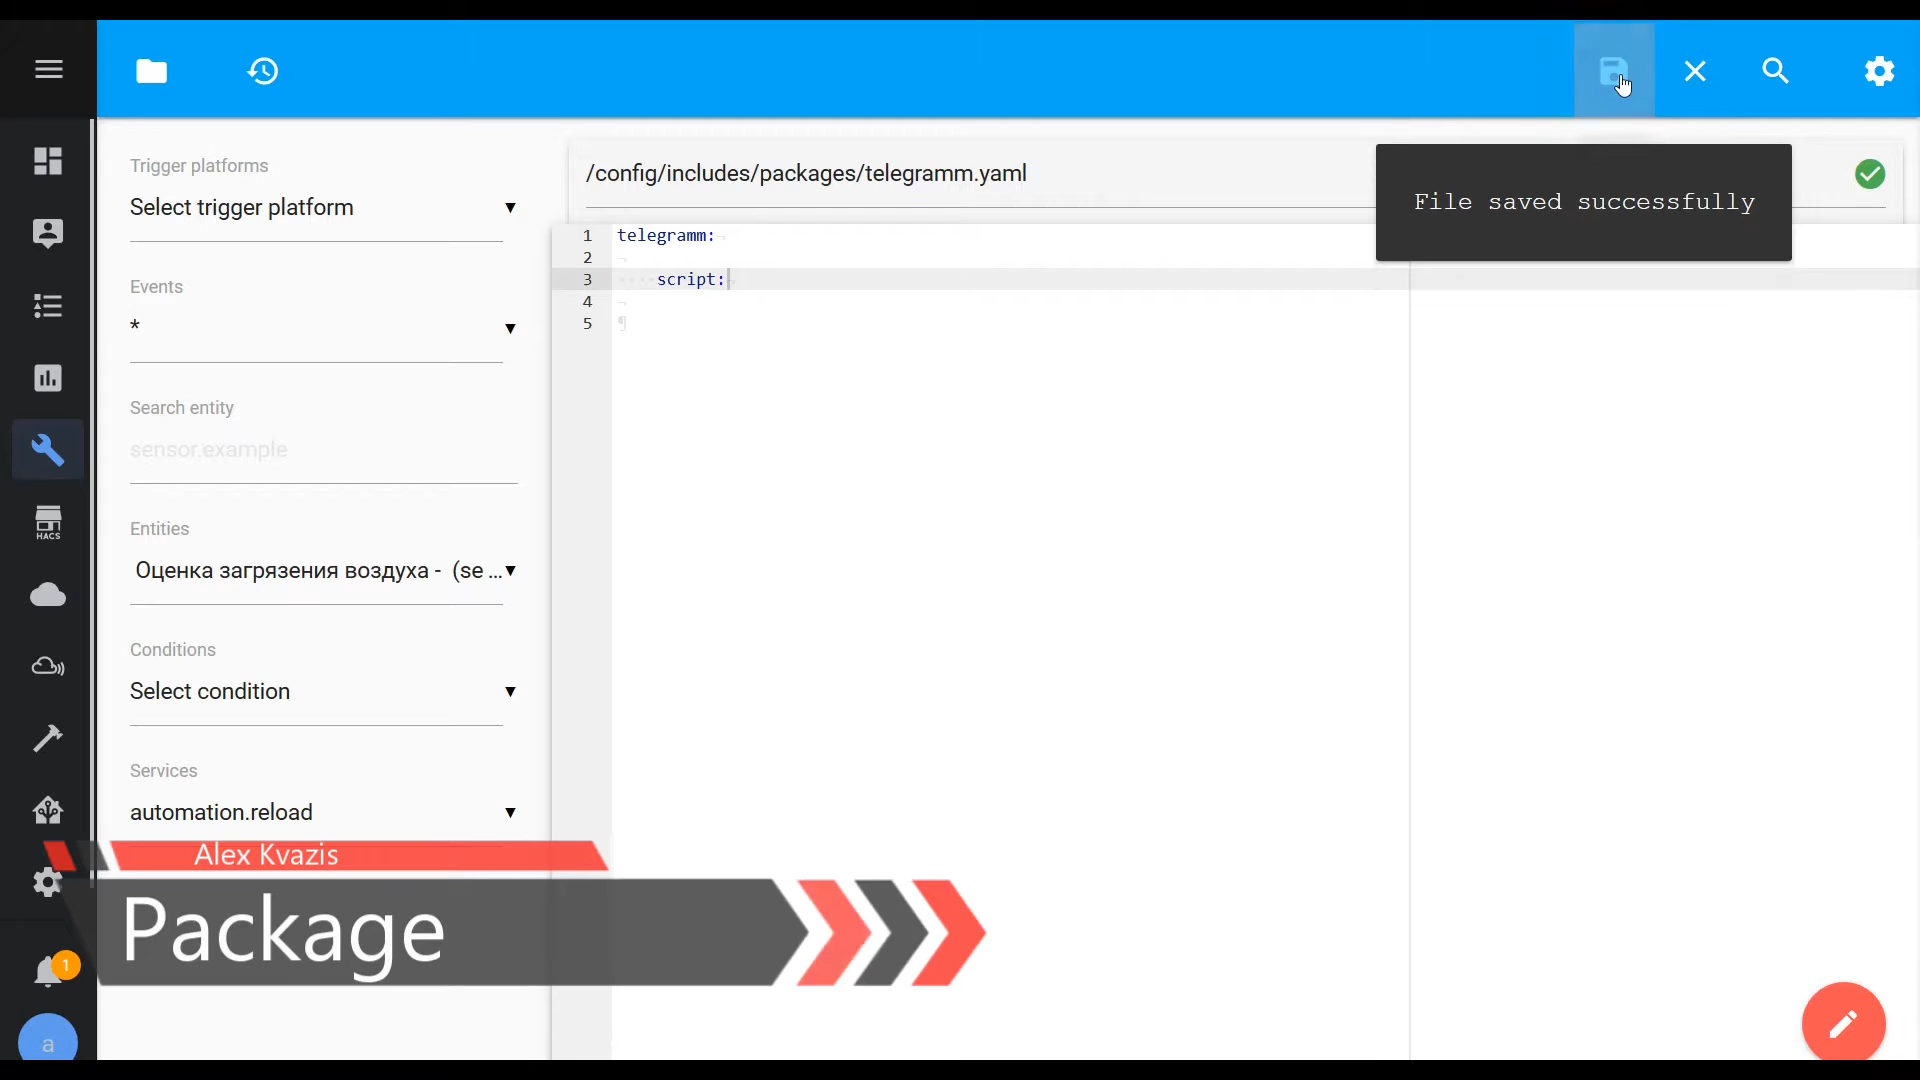 Trigger platforms
Select trigger platform
Events
*
Search entity
sensor.example
Entities
Оценка загрязения воздуха - (se ...
Conditions
Select condition
Services
automation.reload
HACS
1
a
/config/includes/packages/telegramm.yaml
File saved successfully
1 telegramm:
2
3 script:
4
5
Alex Kvazis
Package